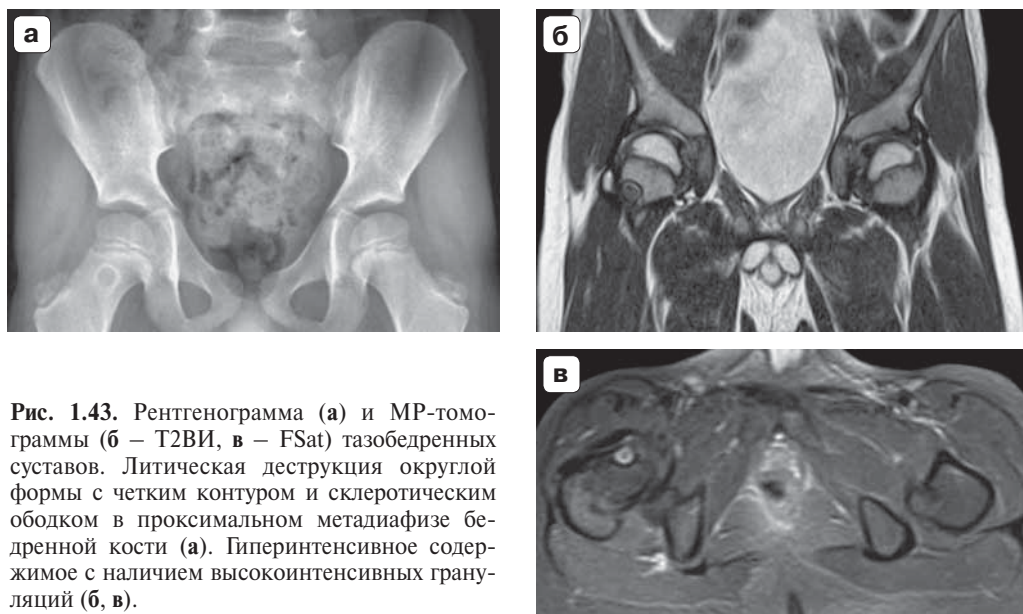 а
б
в
Рис. 1.43. Рентгенограмма (а) и МР-томо-
граммы (б – Т2ВИ, в – FSat) тазобедренных
суставов. Литическая деструкция округлой
формы с четким контуром и склеротическим
ободком в проксимальном метадиафизе бе-
дренной кости (а). Гиперинтенсивное содер-
жимое с наличием высокоинтенсивных грану-
ляций (б, в).